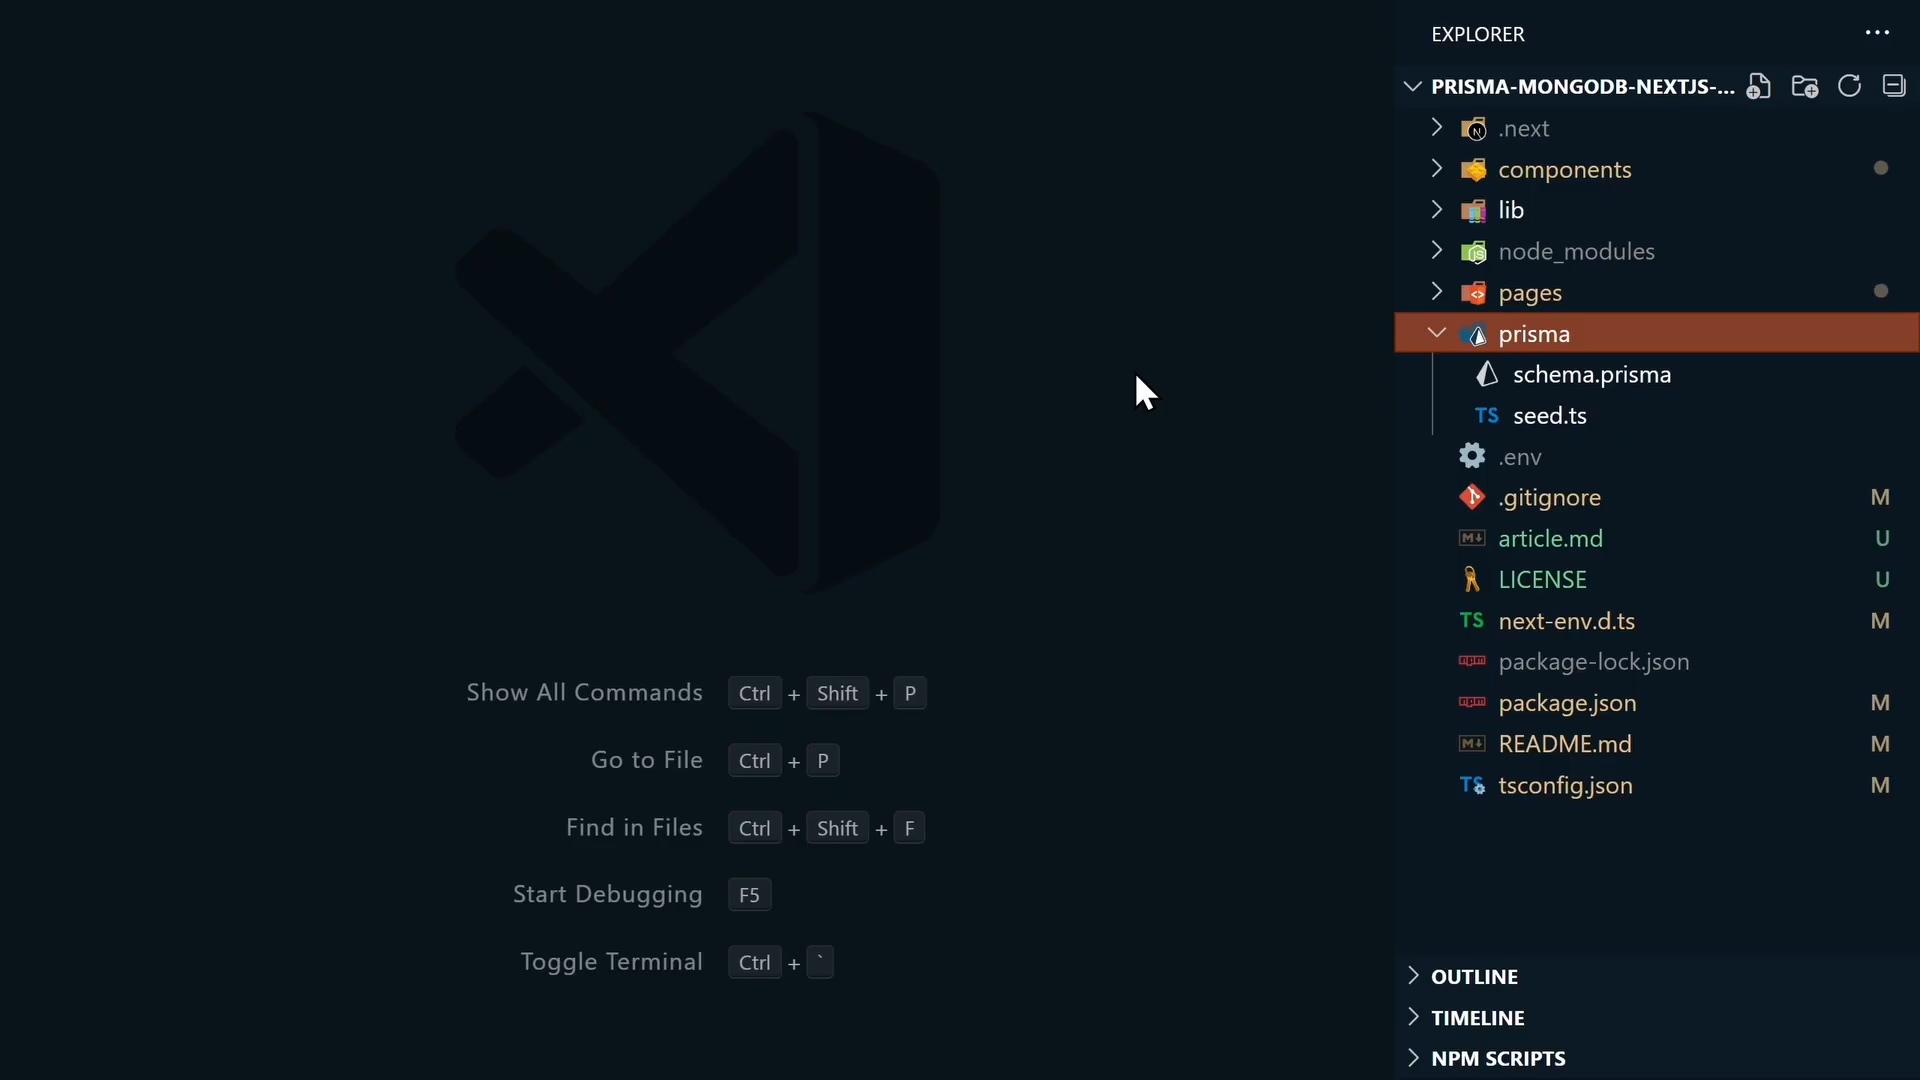 EXPLORER
PRISMA-MONGODB-NEXTJS-...
.next
components
lib
node_modules
pages
prisma
schema.prisma
TS seed.ts
.env
.gitignore M
article.md U
LICENSE U
TS next-env.d.ts M
package-lock.json
npm package.json M
README.md M
TS tsconfig.json M
Show All Commands Ctrl + Shift + P
Go to File Ctrl + P
Find in Files Ctrl + Shift + F
Start Debugging F5
Toggle Terminal Ctrl + `
OUTLINE
TIMELINE
NPM SCRIPTS